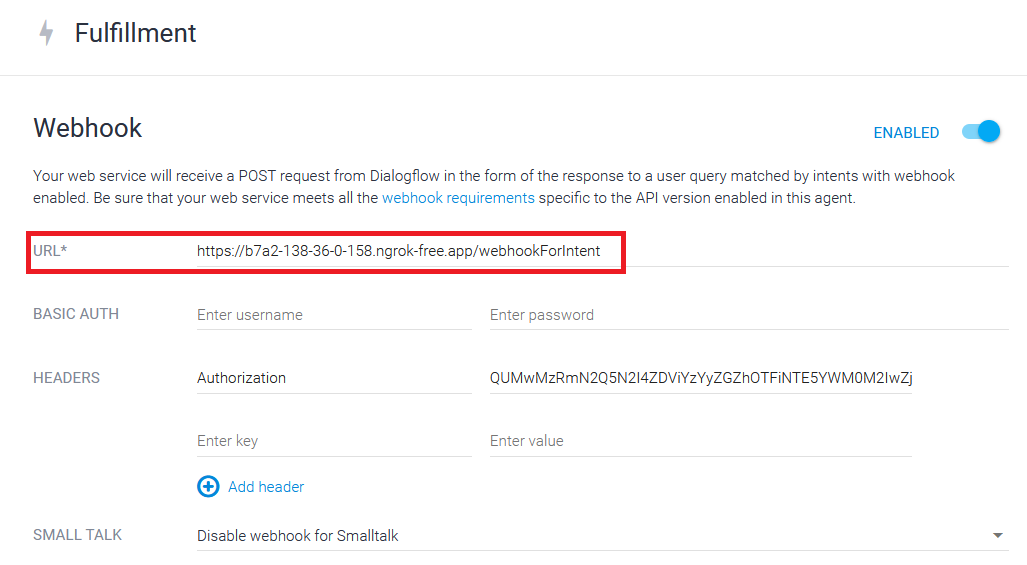 Fulfillment
Webhook
ENABLED
Your web service will receive a POST request from Dialogflow in the form of the response to a user query matched by intents with webhook
enabled. Be sure that your web service meets all the webhook requirements specific to the API version enabled in this agent.
URL* https://b7a2-138-36-0-158.ngrok-free.app/webhookForIntent
BASIC AUTH Enter username Enter password
HEADERS Authorization QUMwMzRmN2Q5N2I4ZDViYzYyZGZhOTFiNTE5YWM0M2IwZj
Enter key Enter value
Add header
SMALL TALK Disable webhook for Smalltalk